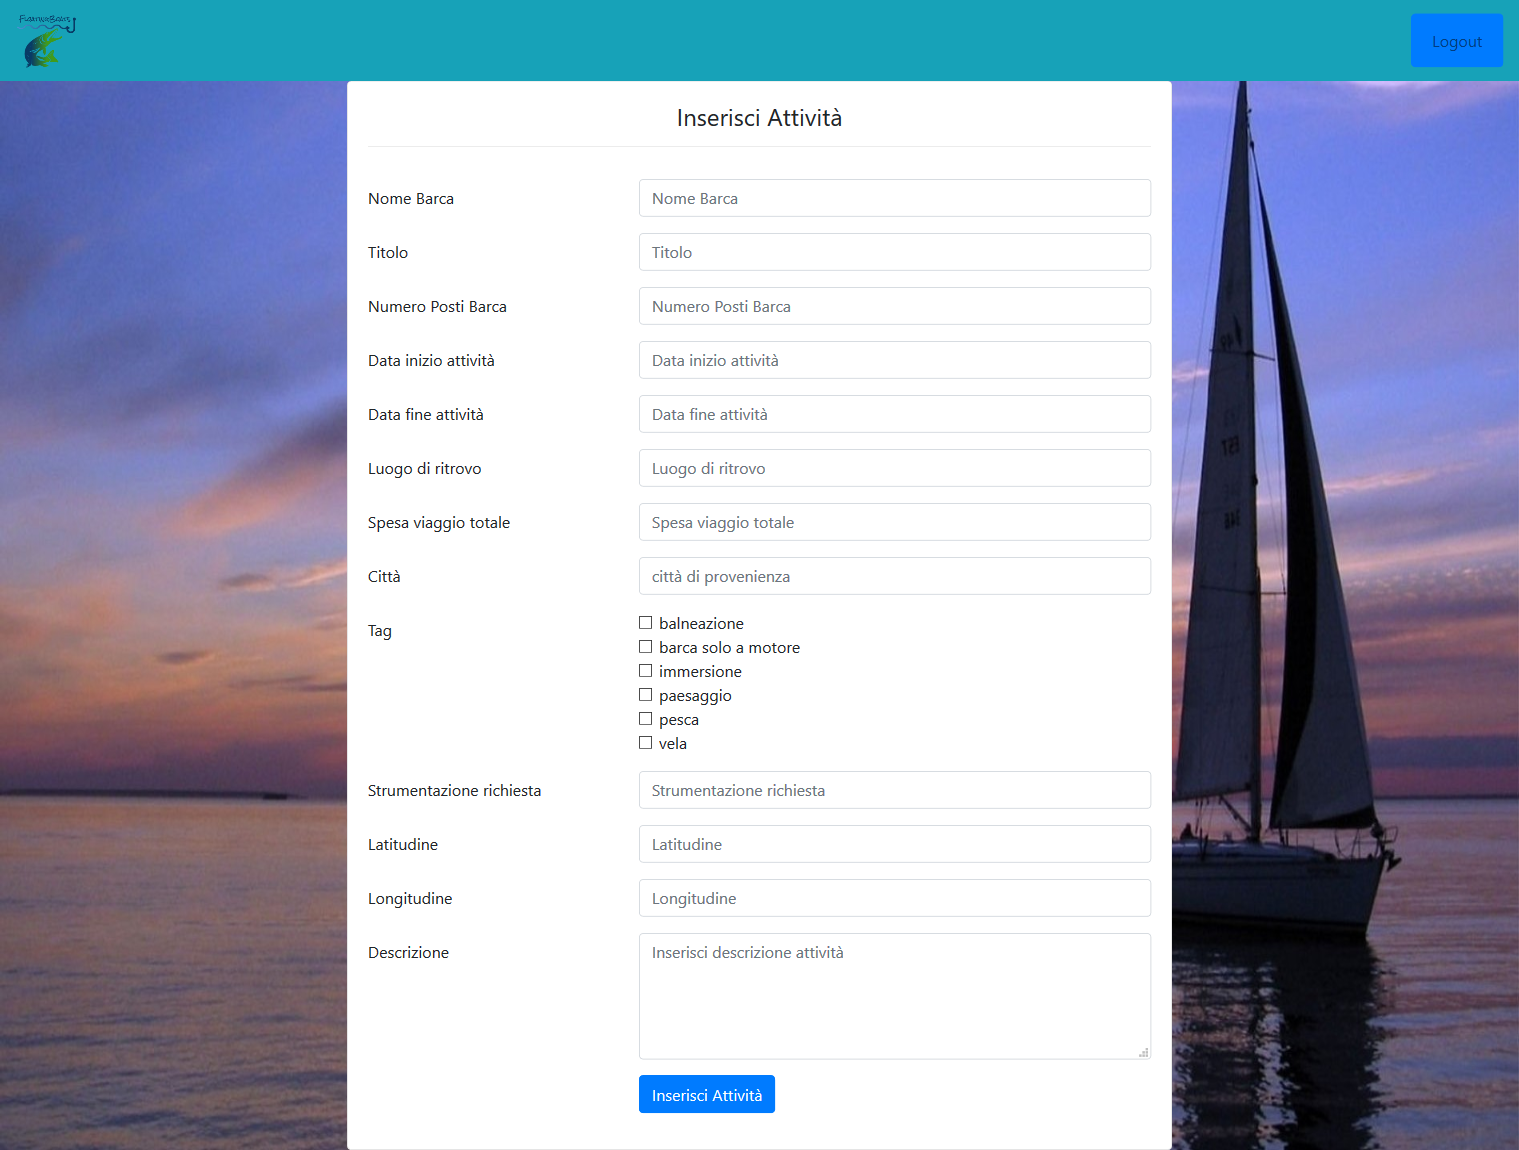 FloatingBoats
Logout
Inserisci Attività
Nome Barca
Nome Barca
Titolo
Titolo
Numero Posti Barca
Numero Posti Barca
Data inizio attività
Data inizio attività
Data fine attività
Data fine attività
Luogo di ritrovo
Luogo di ritrovo
Spesa viaggio totale
Spesa viaggio totale
Città
città di provenienza
Tag
balneazione
barca solo a motore
immersione
paesaggio
pesca
vela
Strumentazione richiesta
Strumentazione richiesta
Latitudine
Latitudine
Longitudine
Longitudine
Descrizione
Inserisci descrizione attività
Inserisci Attività